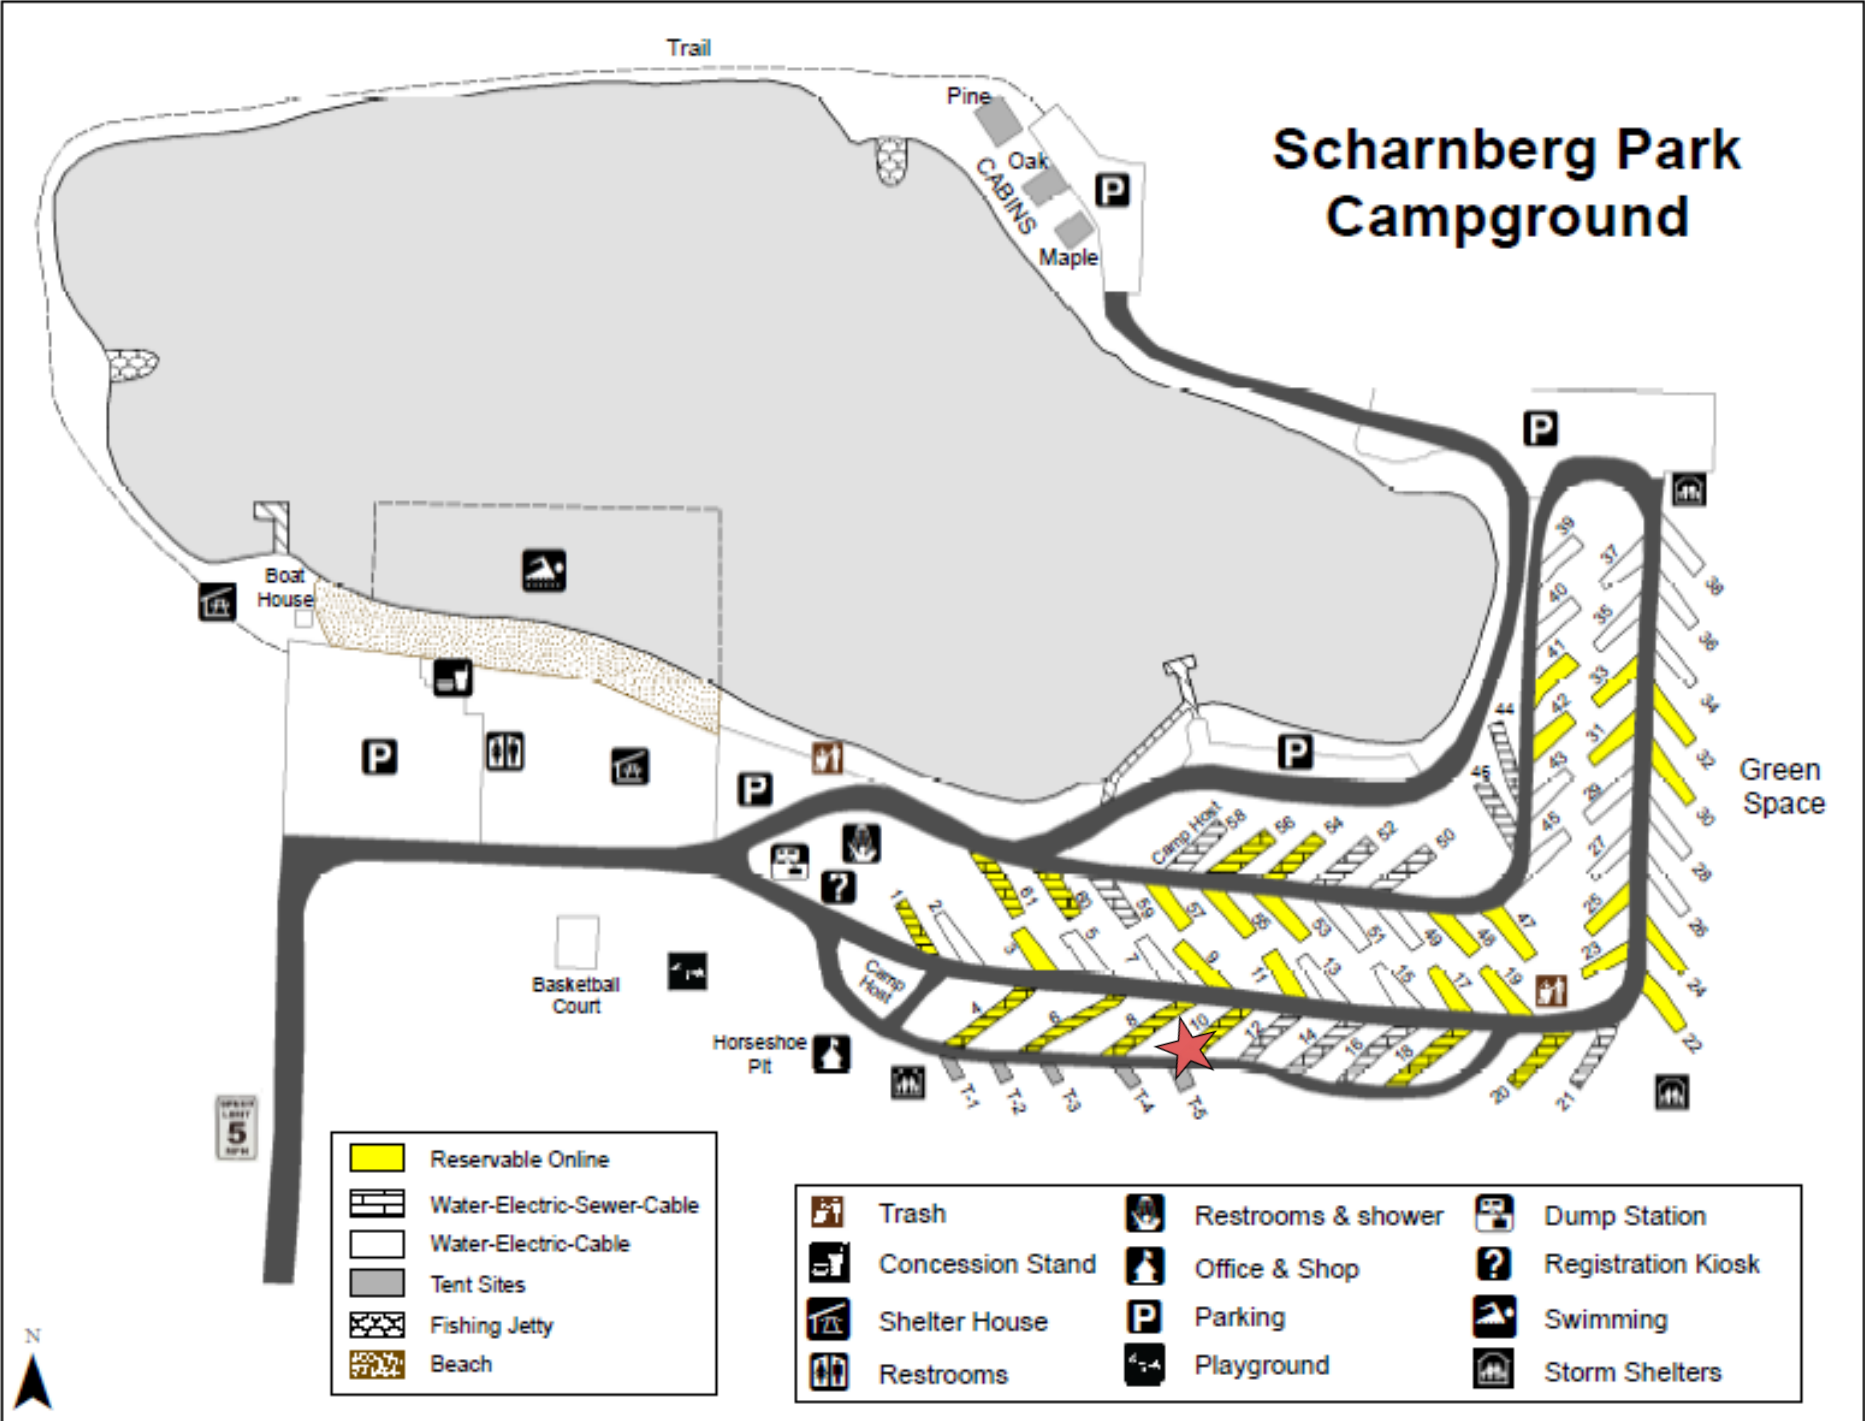 Trail
Pine
Oak
CABINS
Maple
P
Scharnberg Park
Campground
P
Boat
House
P
P
P
Green
Space
39
37
38
40
35
36
41
33
34
42
31
32
44
43
29
30
46
45
27
28
25
26
23
24
22
Camp Host
58
56
54
52
50
61
60
59
57
55
53
51
49
48
47
1
2
3
5
7
9
11
13
15
17
19
?
Camp
Host
4
6
8
10
12
14
16
18
20
21
T-1
T-2
T-3
T-4
T-5
Basketball
Court
Horseshoe
Pit
SPEED
LIMIT
5
MPH
Reservable Online
Water-Electric-Sewer-Cable
Water-Electric-Cable
Tent Sites
Fishing Jetty
Beach
Trash
Concession Stand
Shelter House
Restrooms
Restrooms & shower
Office & Shop
P
Parking
Playground
Dump Station
?
Registration Kiosk
Swimming
Storm Shelters
N